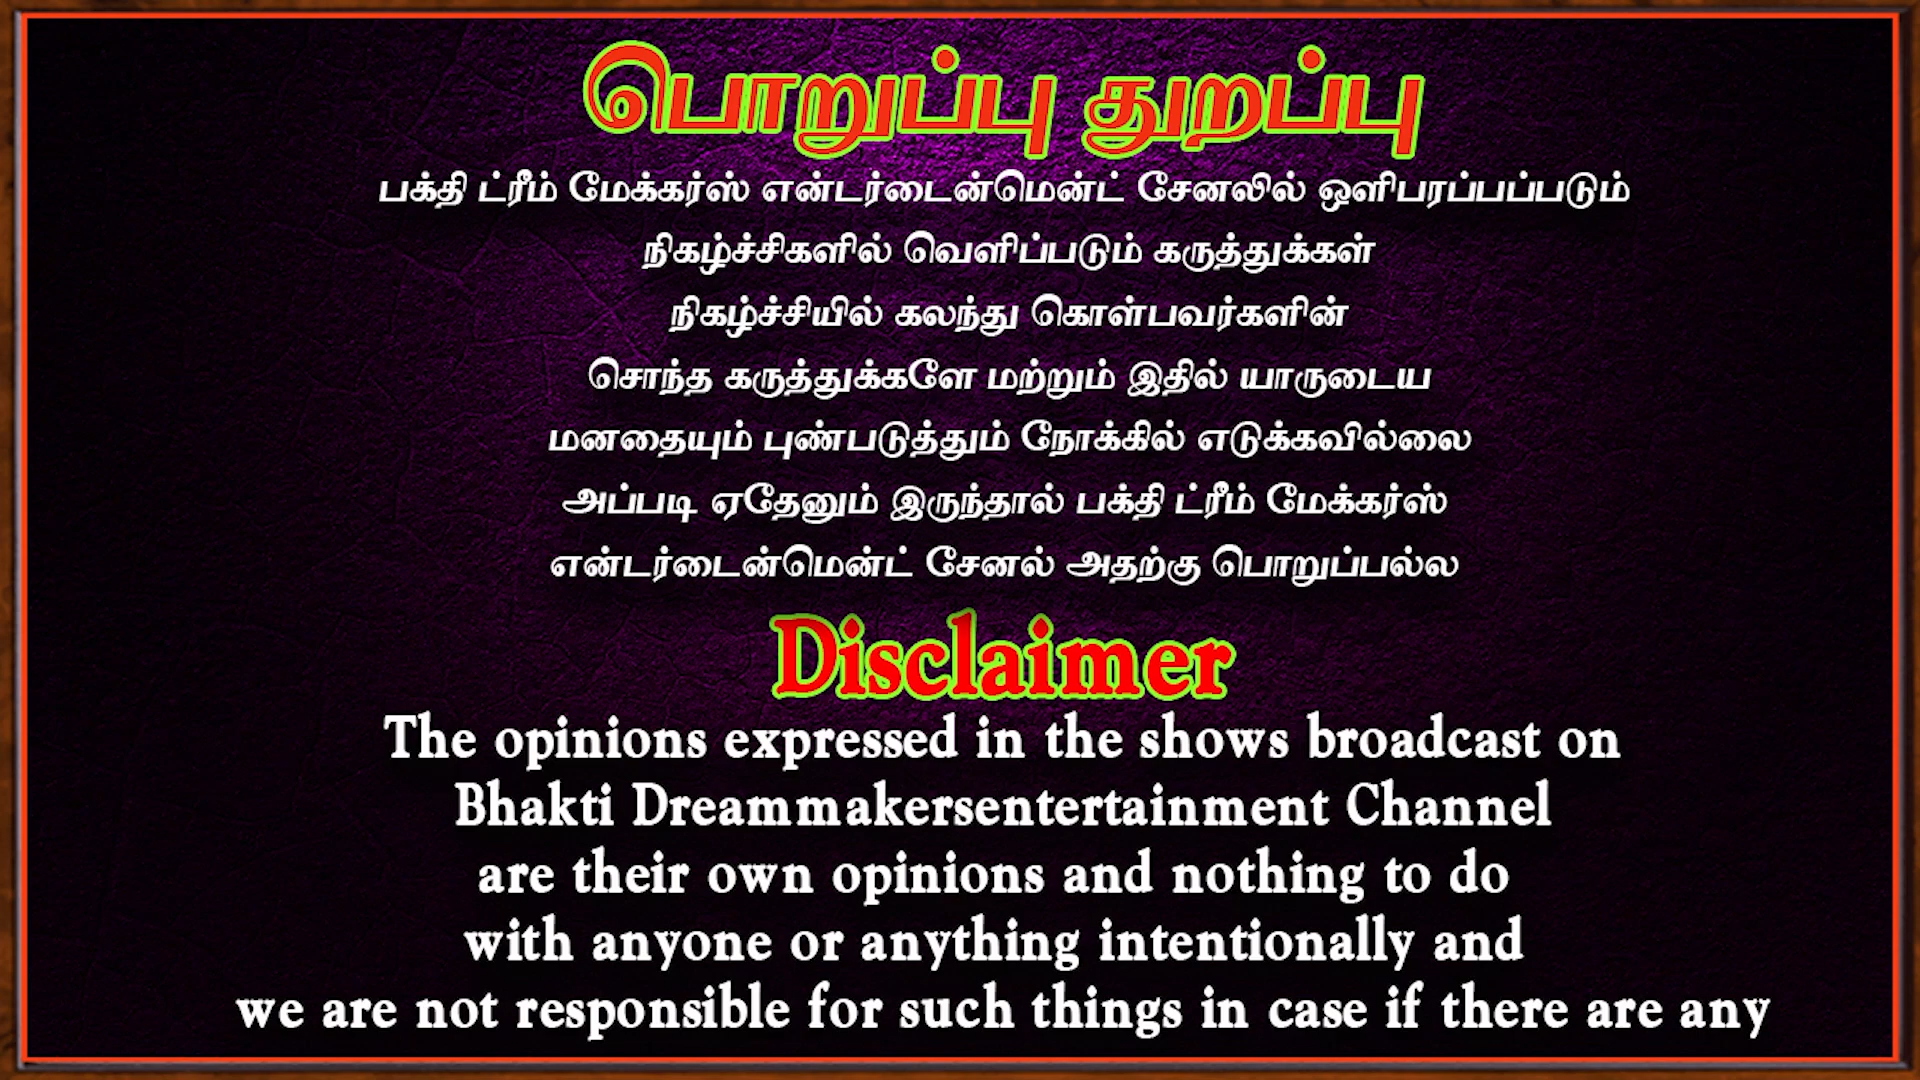 பொறுப்பு துறப்பு
பக்தி ட்ரீம் மேக்கர்ஸ் என்டர்டைன்மென்ட் சேனலில் ஒளிபரப்பப்படும்
நிகழ்ச்சிகளில் வெளிப்படும் கருத்துக்கள்
நிகழ்ச்சியில் கலந்து கொள்பவர்களின்
சொந்த கருத்துக்களே மற்றும் இதில் யாருடைய
மனதையும் புண்படுத்தும் நோக்கில் எடுக்கவில்லை
அப்படி ஏதேனும் இருந்தால் பக்தி ட்ரீம் மேக்கர்ஸ்
என்டர்டைன்மென்ட் சேனல் அதற்கு பொறுப்பல்ல
Disclaimer
The opinions expressed in the shows broadcast on
Bhakti Dreammakersentertainment Channel
are their own opinions and nothing to do
with anyone or anything intentionally and
we are not responsible for such things in case if there are any